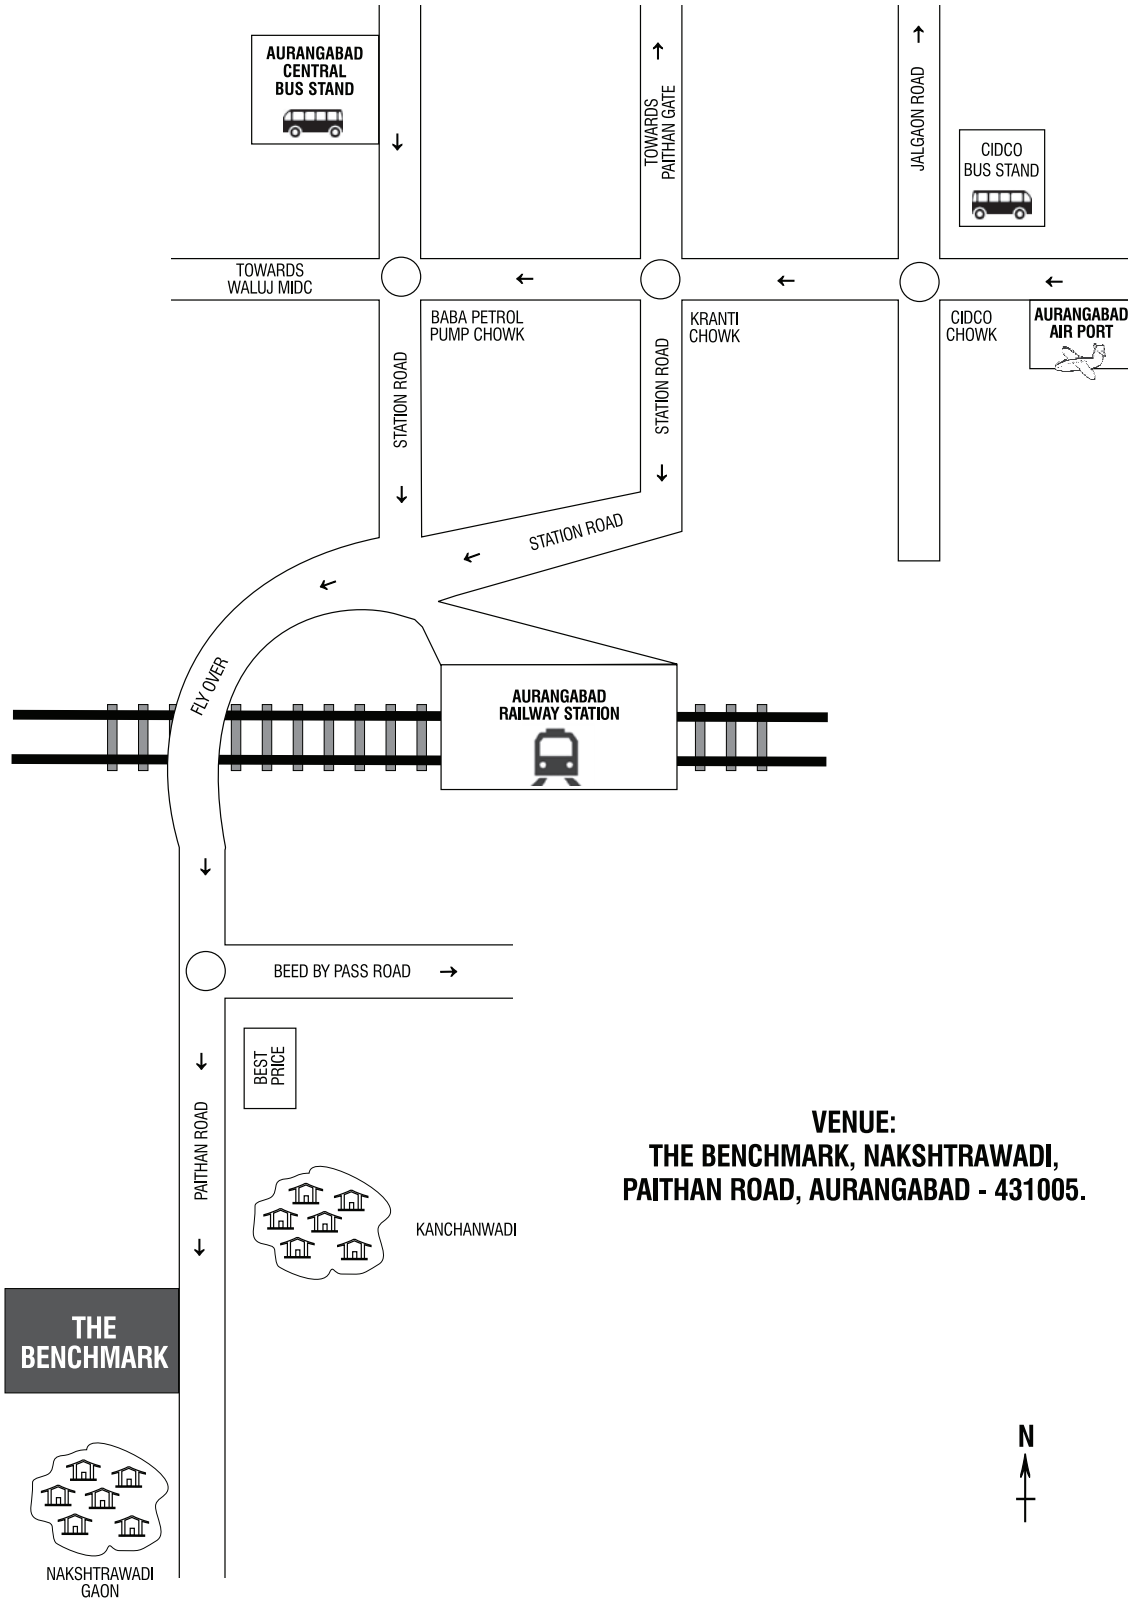 AURANGABAD
CENTRAL
BUS STAND
TOWARDS
PAITHAN GATE
JALGAON ROAD
CIDCO
BUS STAND
TOWARDS
WALUJ MIDC
BABA PETROL
PUMP CHOWK
KRANTI
CHOWK
CIDCO
CHOWK
AURANGABAD
AIR PORT
STATION ROAD
STATION ROAD
STATION ROAD
FLY OVER
AURANGABAD
RAILWAY STATION
BEED BY PASS ROAD
BEST
PRICE
PAITHAN ROAD
VENUE:
THE BENCHMARK, NAKSHTRAWADI,
PAITHAN ROAD, AURANGABAD - 431005.
KANCHANWADI
THE
BENCHMARK
N
NAKSHTRAWADI
GAON